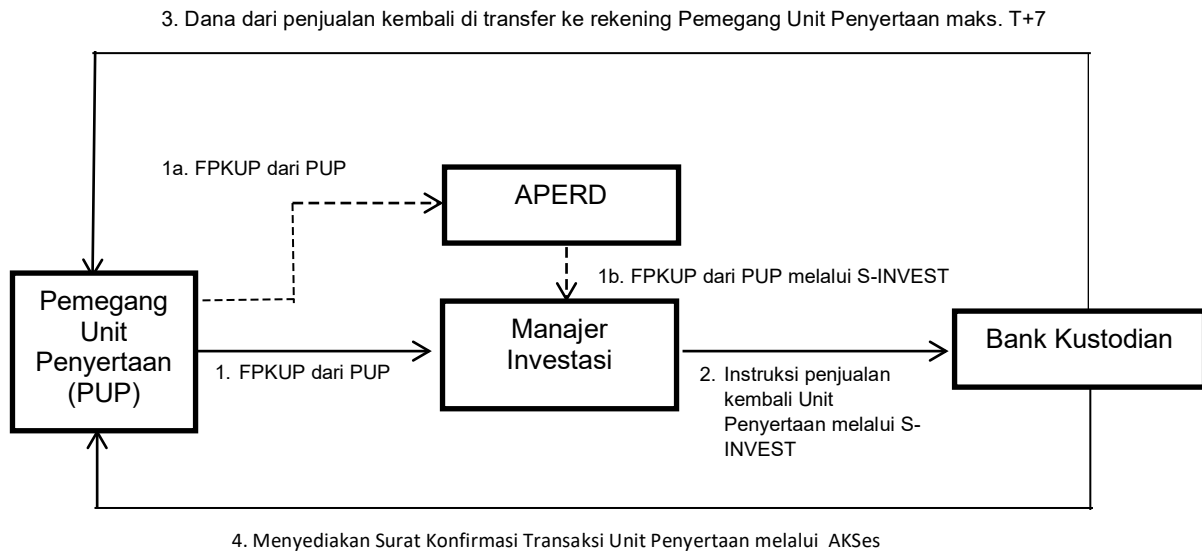 3. Dana dari penjualan kembali di transfer ke rekening Pemegang Unit Penyertaan maks. T+7
1a. FPKUP dari PUP
APERD
1b. FPKUP dari PUP melalui S-INVEST
Pemegang
Unit
Penyertaan
(PUP)
1. FPKUP dari PUP
Manajer
Investasi
2. Instruksi penjualan
kembali Unit
Penyertaan melalui S-
INVEST
Bank Kustodian
4. Menyediakan Surat Konfirmasi Transaksi Unit Penyertaan melalui AKSes